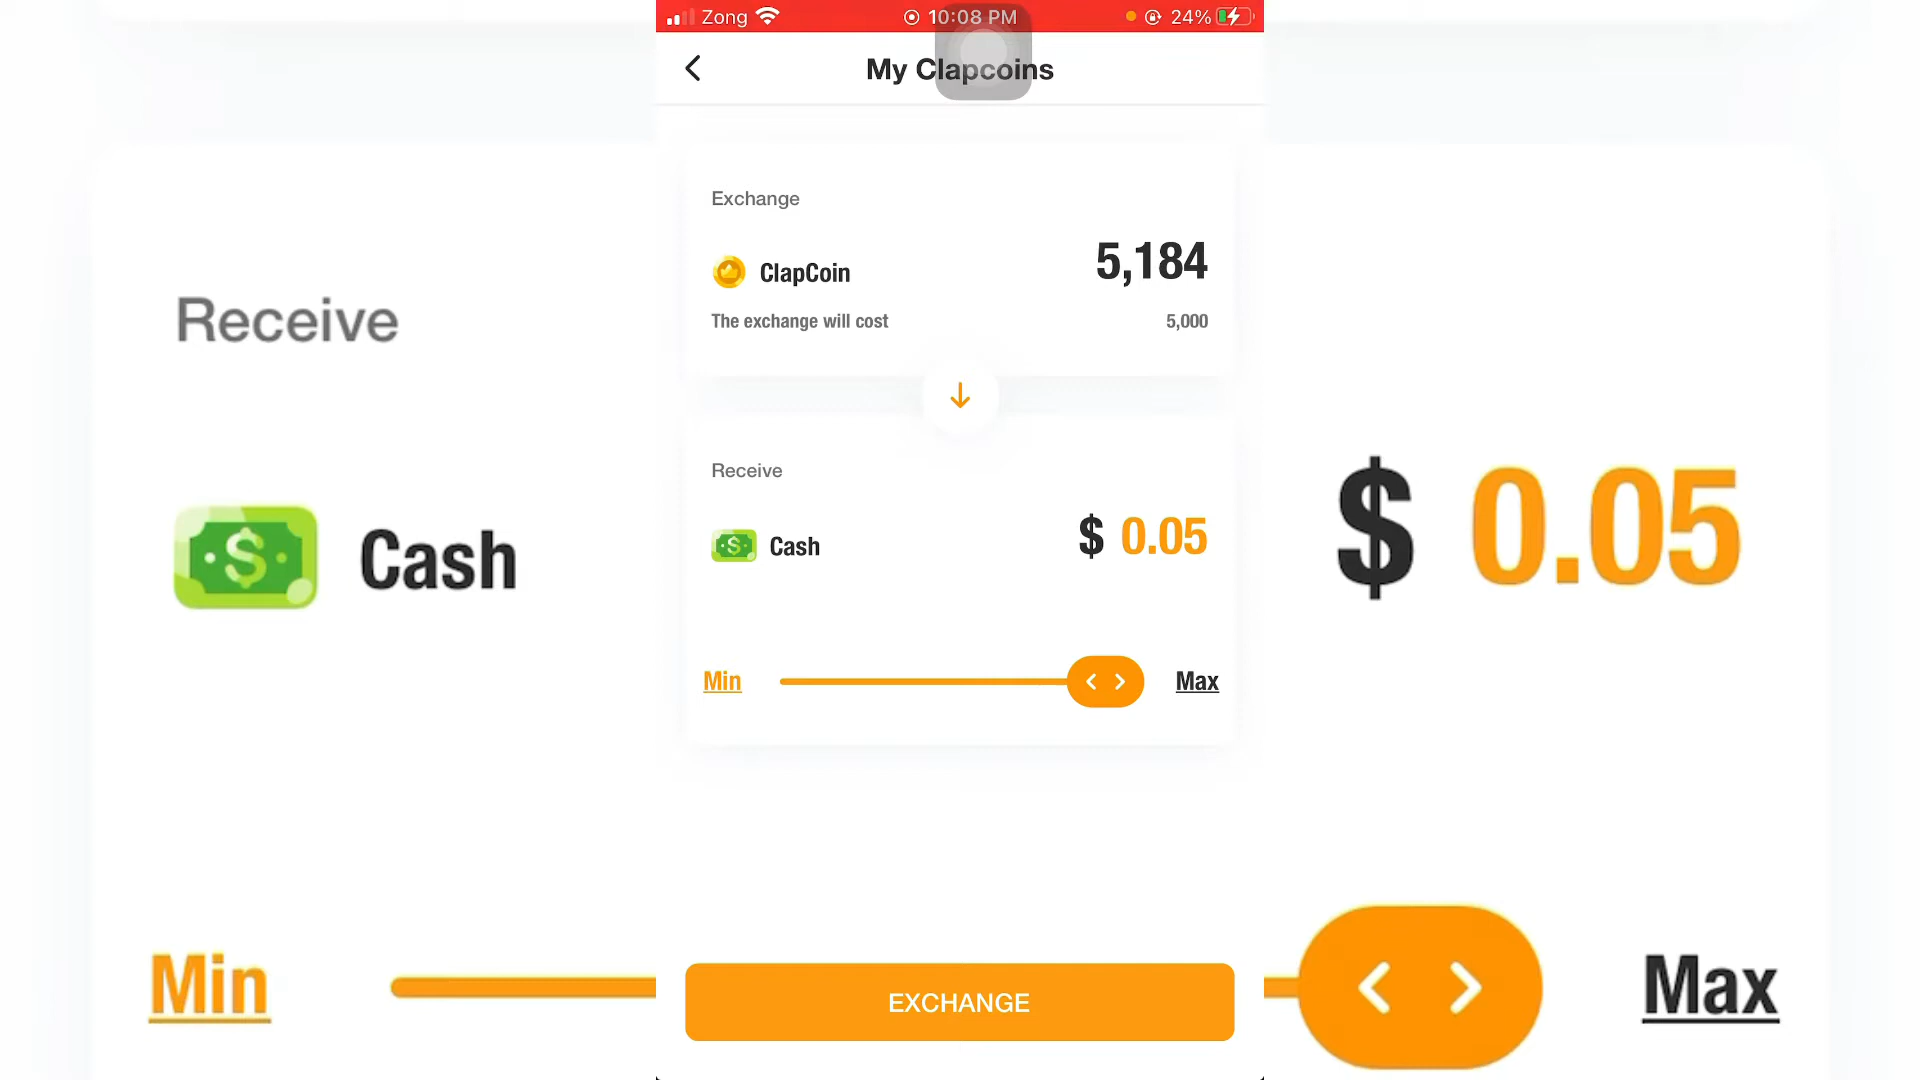 Zong 10:08 PM 24%
My Clapcoins
Exchange
ClapCoin 5,184
The exchange will cost 5,000
Receive
Cash $ 0.05
Min Max
EXCHANGE
Receive
Cash $ 0.05
Min Max